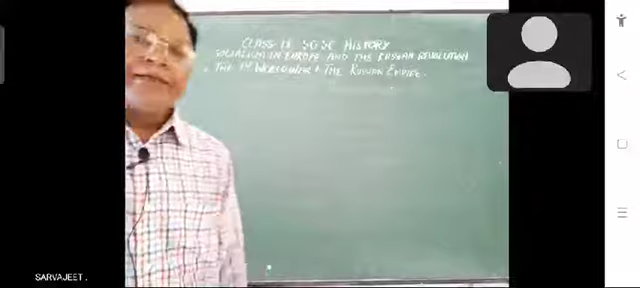 CLASS-IX SO·SC HISTORY
SOCIALISM IN EUROPE AND THE RUSSIAN REVOLUTION
THE 1st WORLD WAR & THE RUSSIAN EMPIRE.
SARVAJEET .